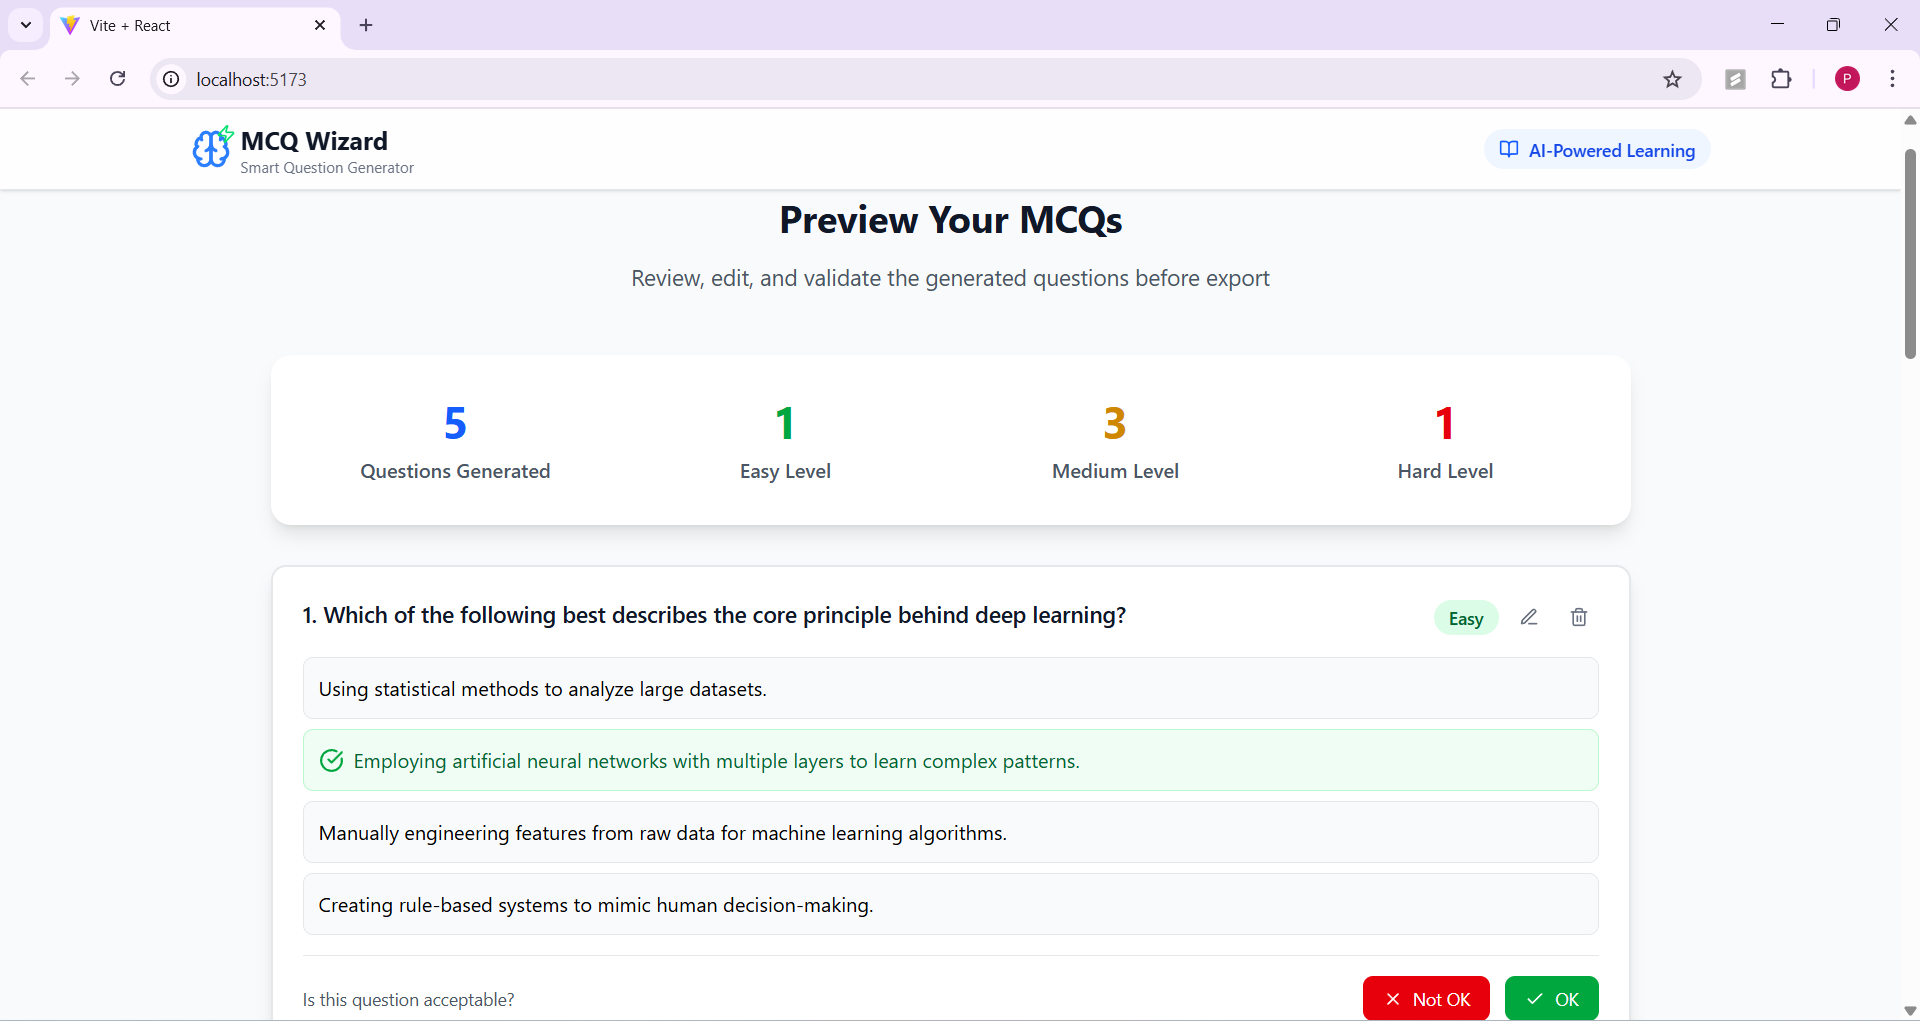 Vite + React
localhost:5173
P
MCQ Wizard
Smart Question Generator
AI-Powered Learning
Preview Your MCQs
Review, edit, and validate the generated questions before export
5
Questions Generated
1
Easy Level
3
Medium Level
1
Hard Level
1. Which of the following best describes the core principle behind deep learning?
Easy
Using statistical methods to analyze large datasets.
Employing artificial neural networks with multiple layers to learn complex patterns.
Manually engineering features from raw data for machine learning algorithms.
Creating rule-based systems to mimic human decision-making.
Is this question acceptable?
Not OK
OK